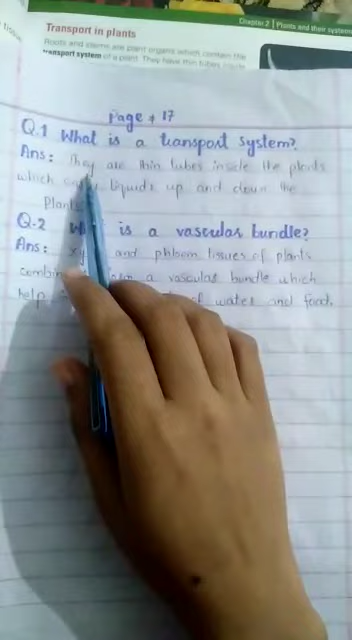 Chapter 2 Plants and their systems
Transport in plants
Roots and stems are plant organs which contain the
transport system of a plant. They have thin tubes inside
Page # 17
Q.1 What is a transport system?
Ans: They are thin tubes inside the plants
which liquids up and down the
Plants
Q.2 is a vascular bundle?
Ans: and phloem tissues of plants
a vascular bundle which
help of water and food.